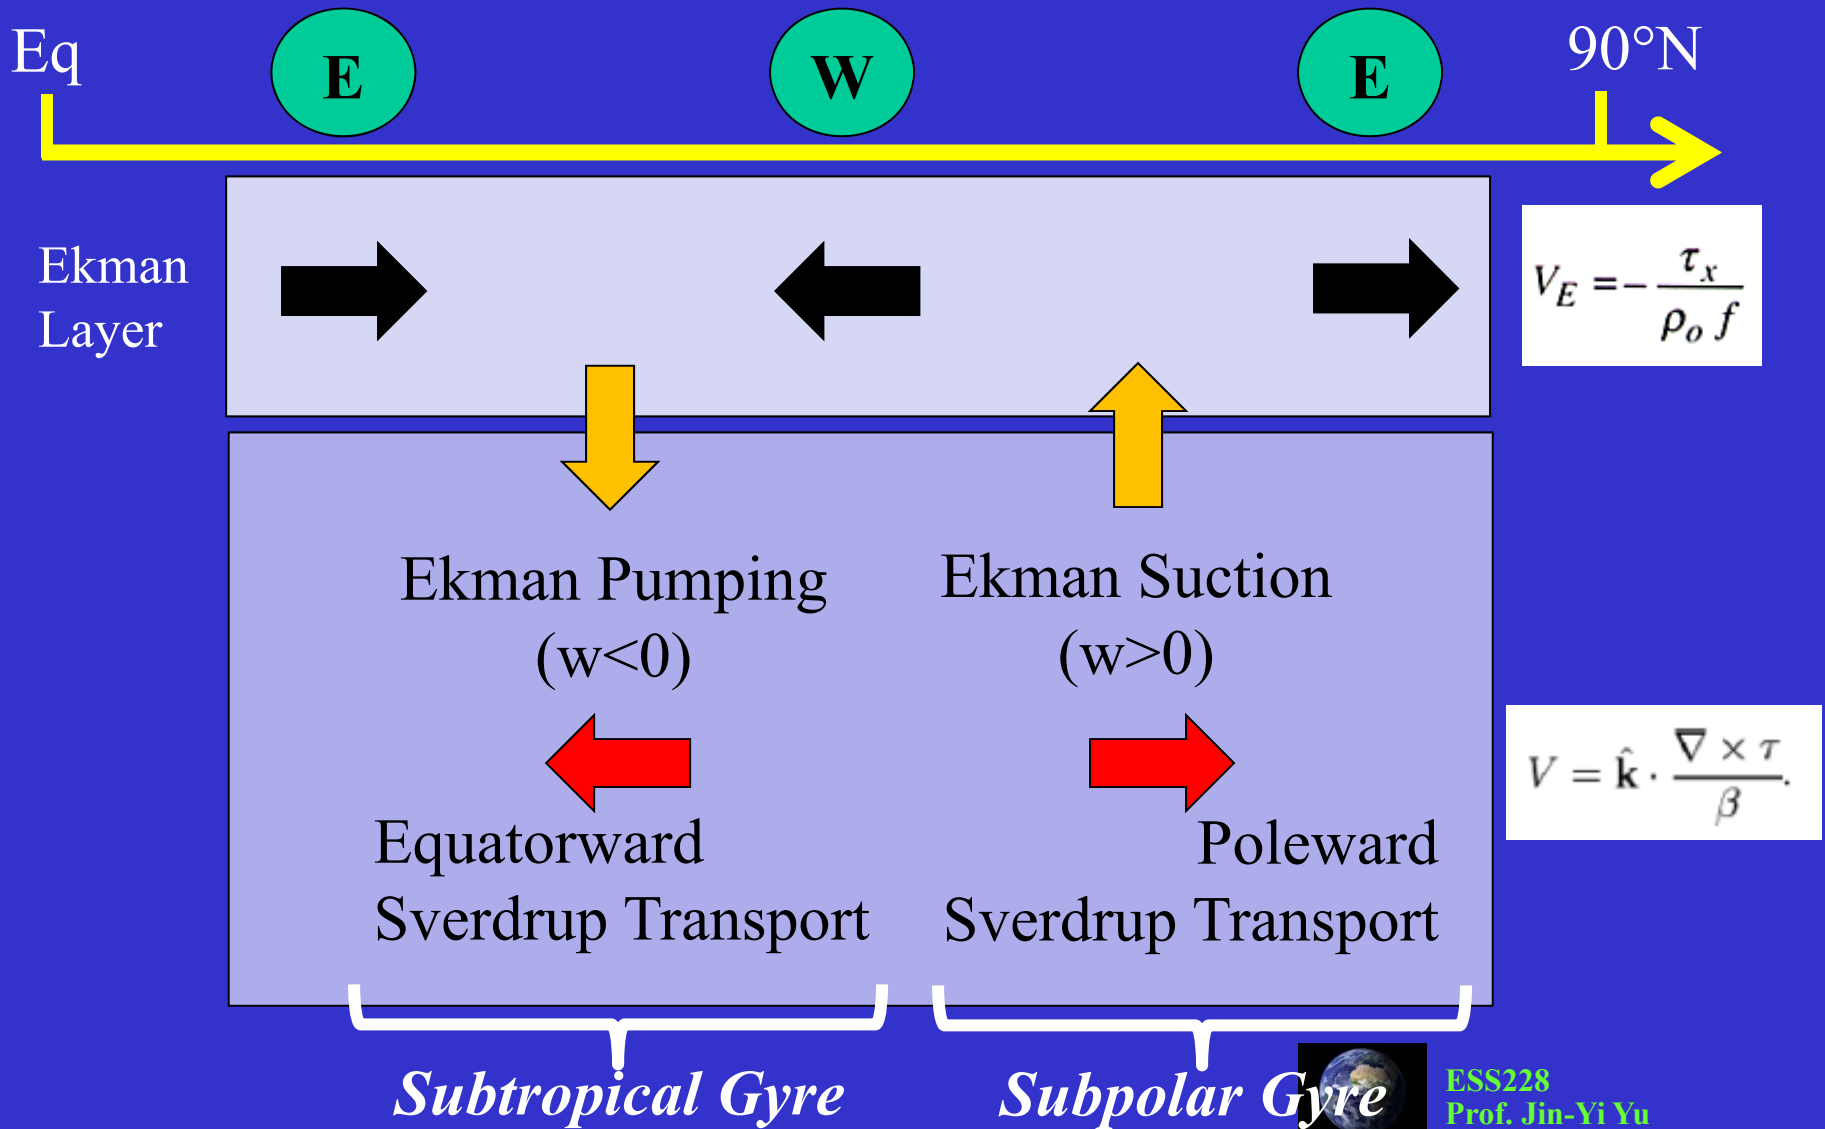 Eq
E
W
E
90°N
Ekman
Layer
V_E = - τ_x / ρ_o f
Ekman Pumping
(w<0)
Ekman Suction
(w>0)
V = k̂ · ∇ × τ / β.
Equatorward
Sverdrup Transport
Poleward
Sverdrup Transport
Subtropical Gyre
Subpolar Gyre
ESS228
Prof. Jin-Yi Yu